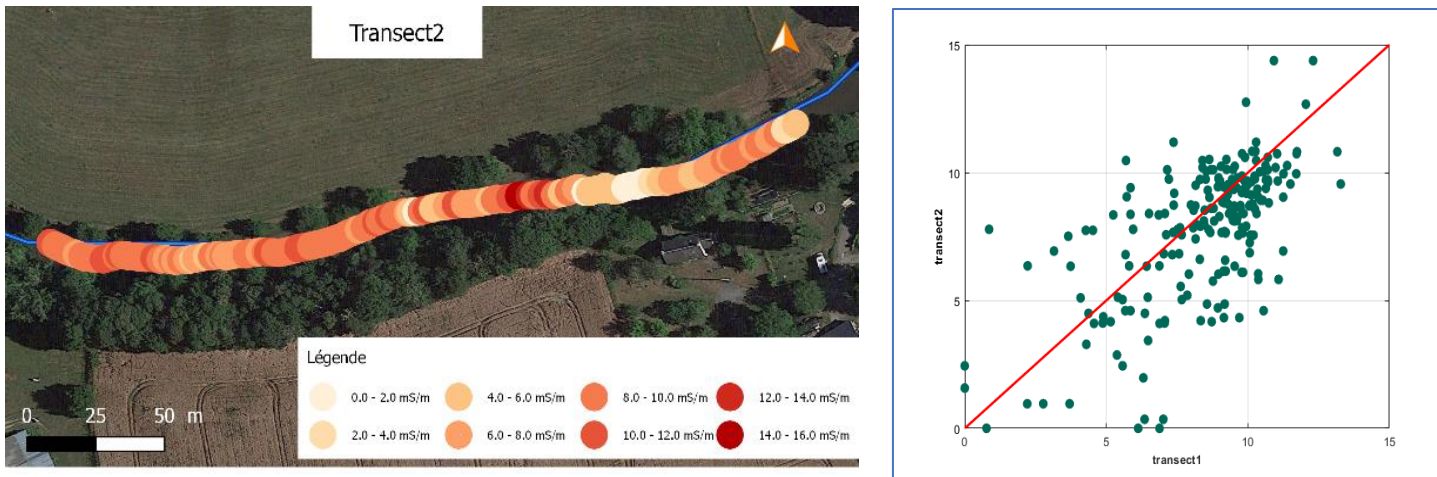 Transect2
Légende
0.0 - 2.0 mS/m 4.0 - 6.0 mS/m 8.0 - 10.0 mS/m 12.0 - 14.0 mS/m
2.0 - 4.0 mS/m 6.0 - 8.0 mS/m 10.0 - 12.0 mS/m 14.0 - 16.0 mS/m
0 25 50 m
15
10
5
0
transect2
0 5 10 15
transect1